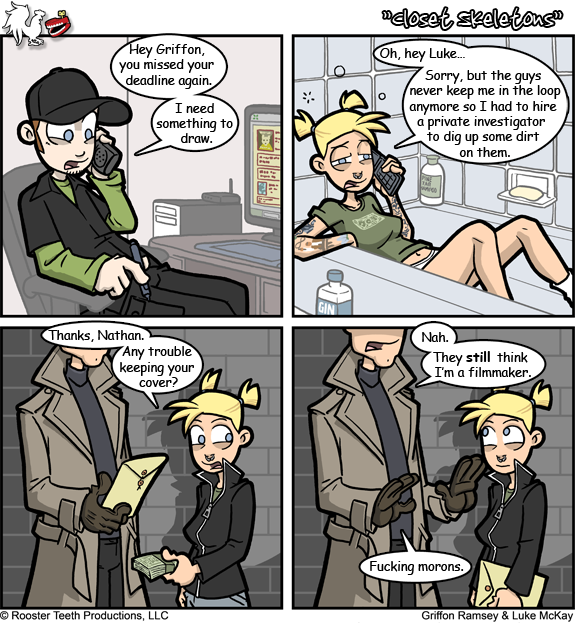 "Closet Skeletons"
Hey Griffon,
you missed your
deadline again.
I need
something to
draw.
Oh, hey Luke...
Sorry, but the guys
never keep me in the loop
anymore so I had to hire
a private investigator
to dig up some dirt
on them.
GIN
Thanks, Nathan.
Any trouble
keeping your
cover?
Nah.
They still think
I'm a filmmaker.
Fucking morons.
© Rooster Teeth Productions, LLC
Griffon Ramsey & Luke McKay